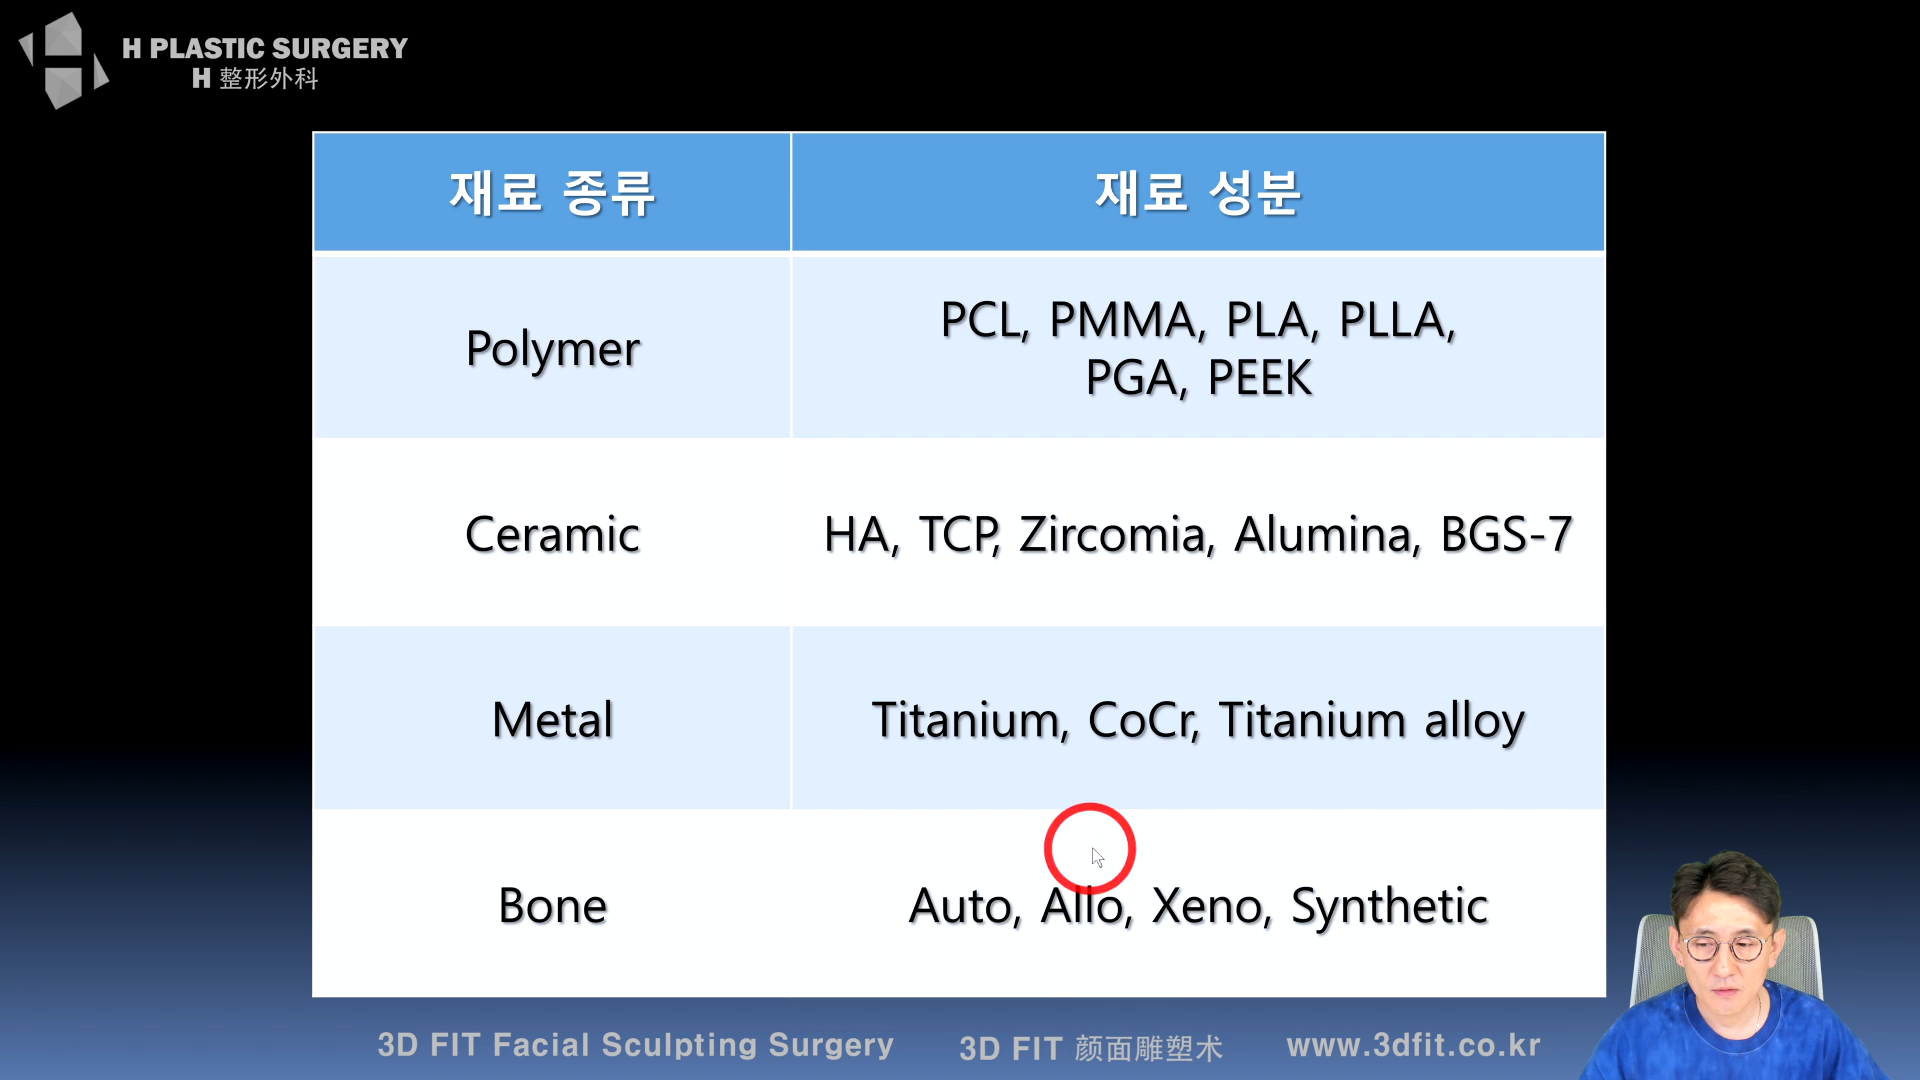 H PLASTIC SURGERY
H 整形外科
재료 종류
재료 성분
Polymer
PCL, PMMA, PLA, PLLA,
PGA, PEEK
Ceramic
HA, TCP, Zircomia, Alumina, BGS-7
Metal
Titanium, CoCr, Titanium alloy
Bone
Auto, Allo, Xeno, Synthetic
3D FIT Facial Sculpting Surgery
3D FIT 颜面雕塑术
www.3dfit.co.kr